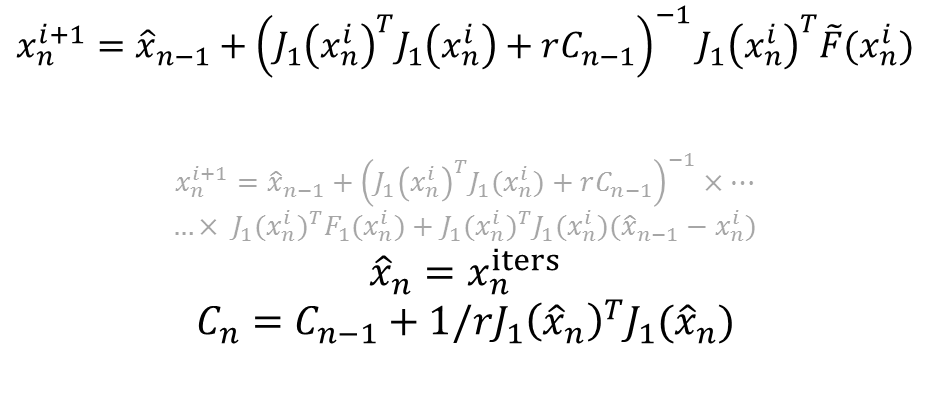 x_n^{i+1} = x̂_{n−1} + (J_1(x_n^i)^T J_1(x_n^i) + rC_{n−1})^{−1} J_1(x_n^i)^T F̃(x_n^i)
x_n^{i+1} = x̂_{n−1} + (J_1(x_n^i)^T J_1(x_n^i) + rC_{n−1})^{−1} × ⋯
… × J_1(x_n^i)^T F_1(x_n^i) + J_1(x_n^i)^T J_1(x_n^i)(x̂_{n−1} − x_n^i)
x̂_n = x_n^{iters}
C_n = C_{n−1} + 1/rJ_1(x̂_n)^T J_1(x̂_n)